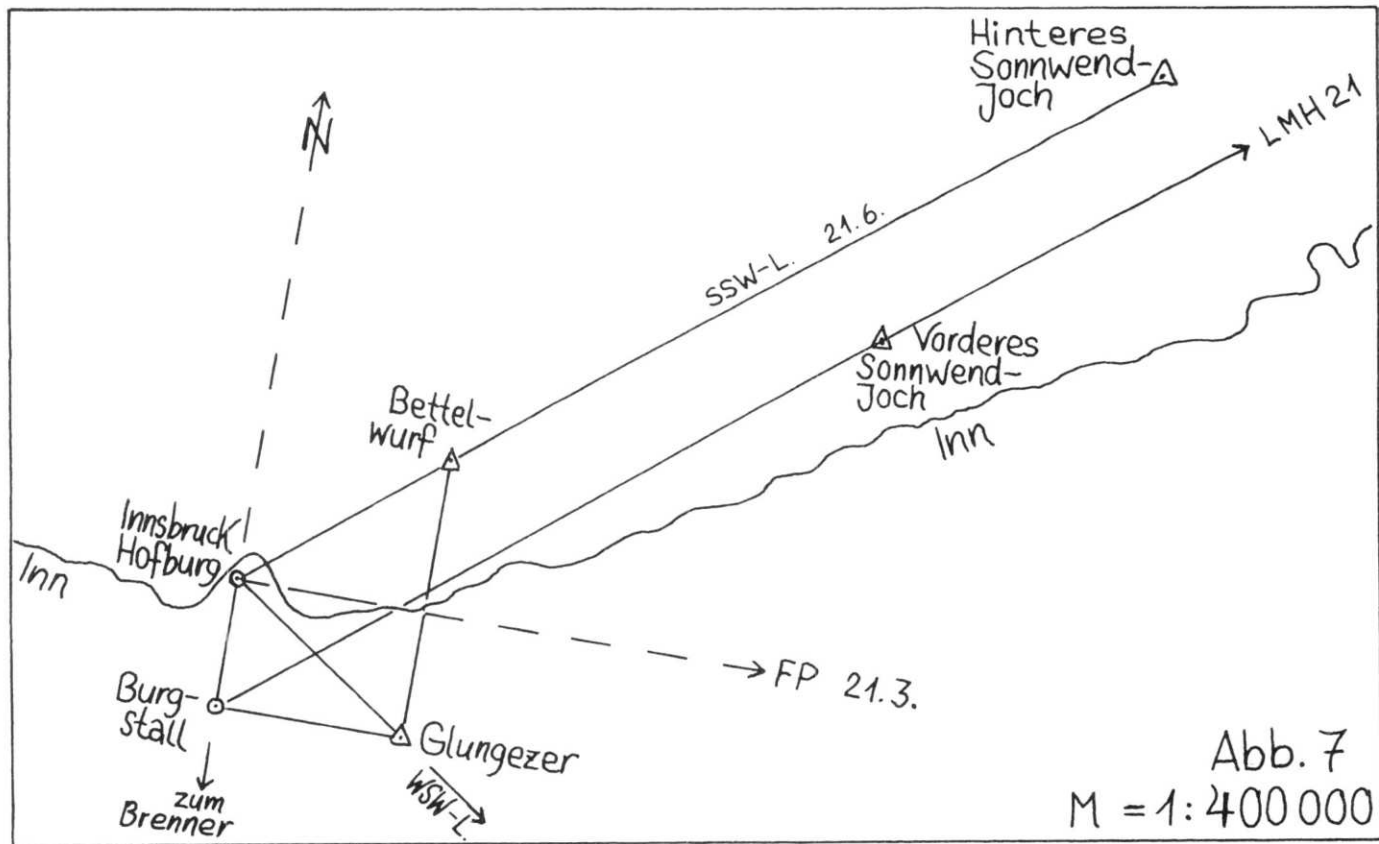 Hinteres
Sonnwend-
Joch
N
LMH 21
SSW-L. 21.6.
Vorderes
Sonnwend-
Joch
Bettel-
wurf
Inn
Innsbruck
Hofburg
Inn
FP 21.3.
Burg-
stall
Glungezer
WSW-L.
zum
Brenner
Abb. 7
M = 1:400 000